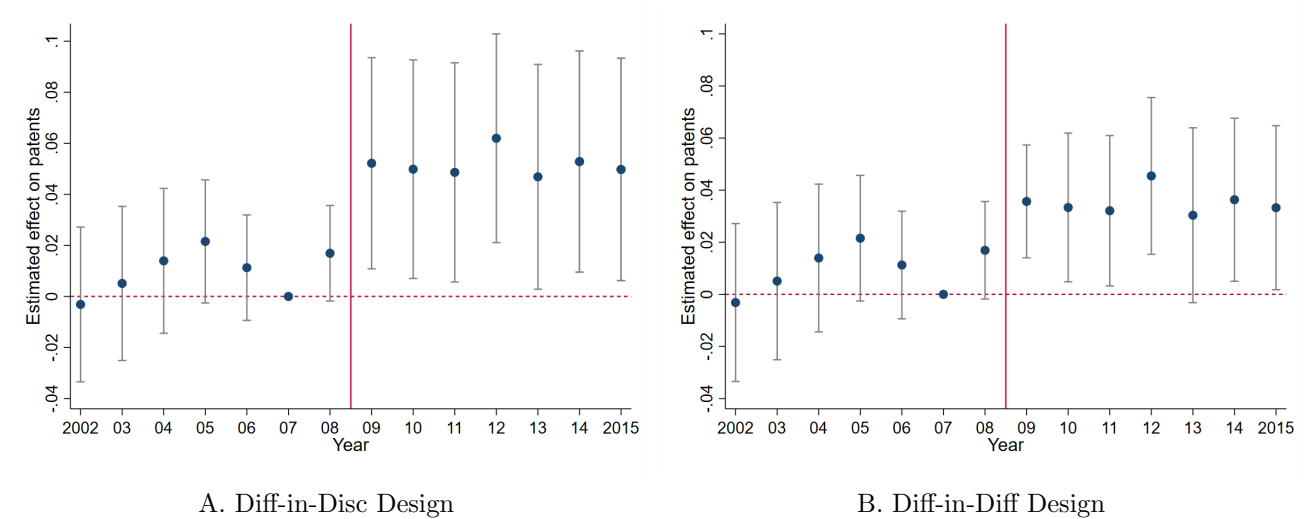 Estimated effect on patents
.1
.08
.06
.04
.02
0
-.02
-.04
2002 03 04 05 06 07 08 09 10 11 12 13 14 2015
Year
A. Diff-in-Disc Design
Estimated effect on patents
.1
.08
.06
.04
.02
0
-.02
-.04
2002 03 04 05 06 07 08 09 10 11 12 13 14 2015
Year
B. Diff-in-Diff Design